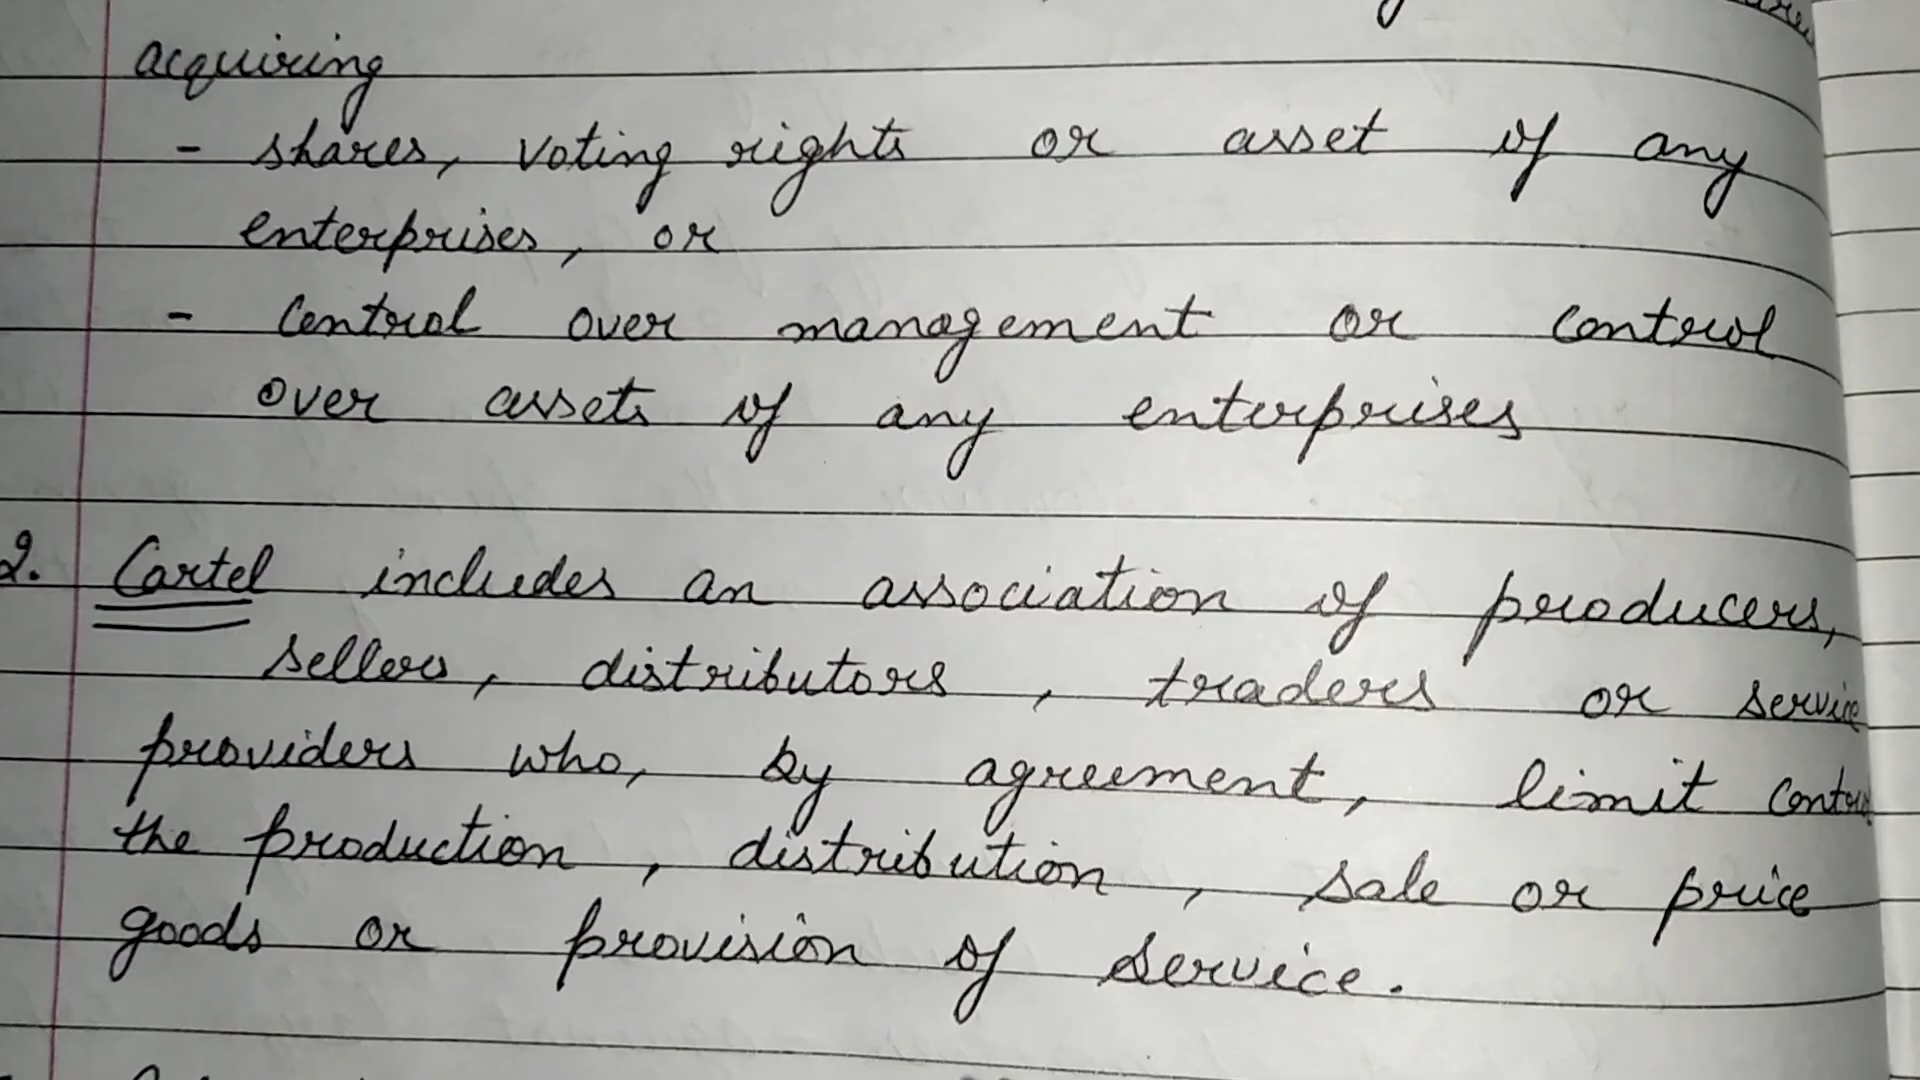 acquiring
- shares, voting rights or asset of any
enterprises, or
- Control over management or control
over assets of any enterprises
2. Cartel includes an association of producers,
sellers, distributors, traders or service
providers who, by agreement, limit
the production, distribution, sale or price
goods or provision of service.